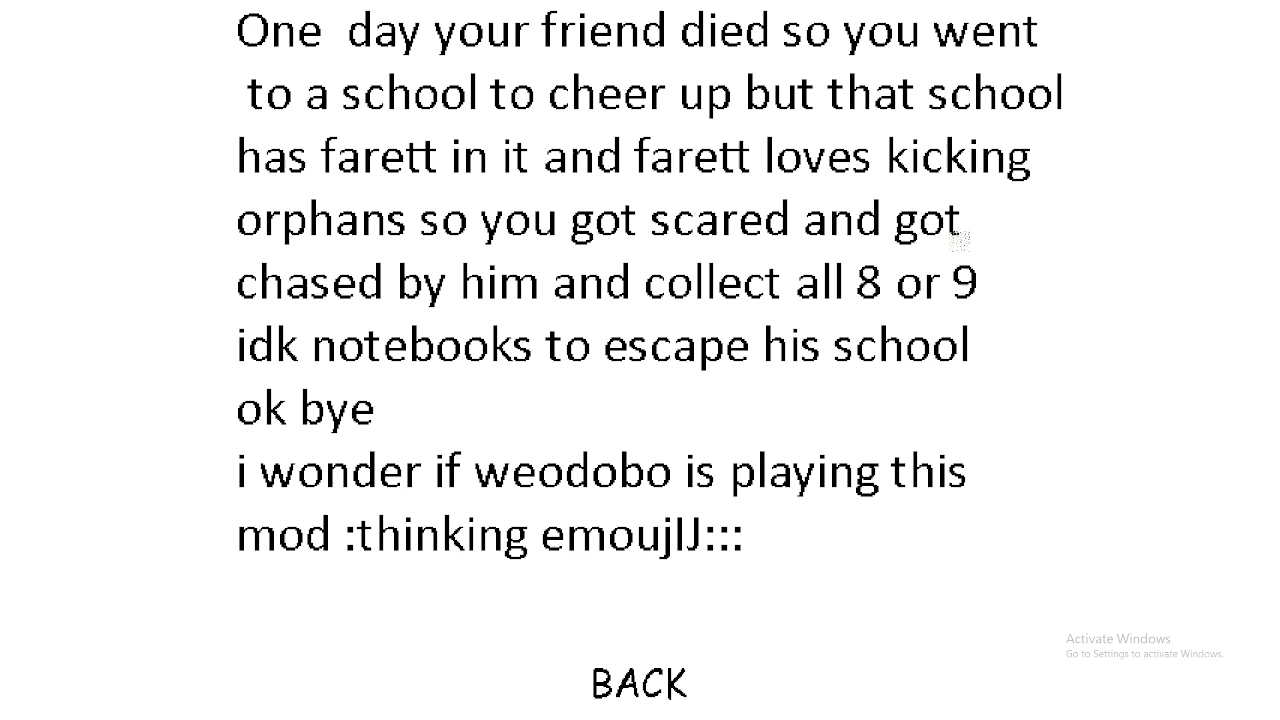 One  day your friend died so you went
to a school to cheer up but that school
has farett in it and farett loves kicking
orphans so you got scared and got
chased by him and collect all 8 or 9
idk notebooks to escape his school
ok bye
i wonder if weodobo is playing this
mod :thinking emoujIJ:::
Activate Windows
Go to Settings to activate Windows.
BACK